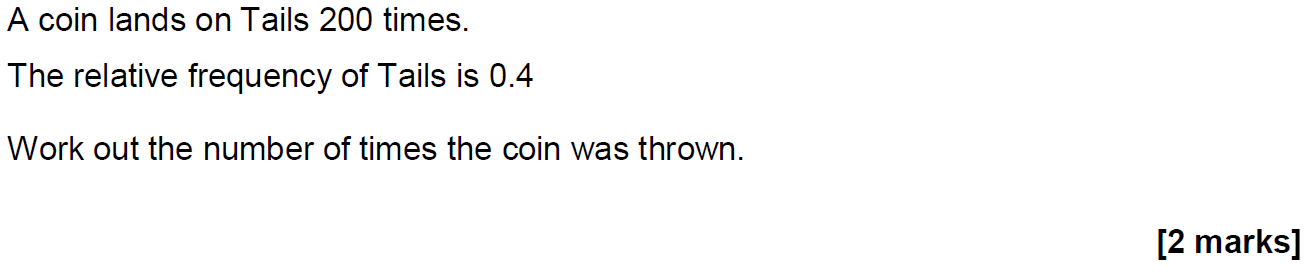 A coin lands on Tails 200 times.
The relative frequency of Tails is 0.4
Work out the number of times the coin was thrown.
[2 marks]